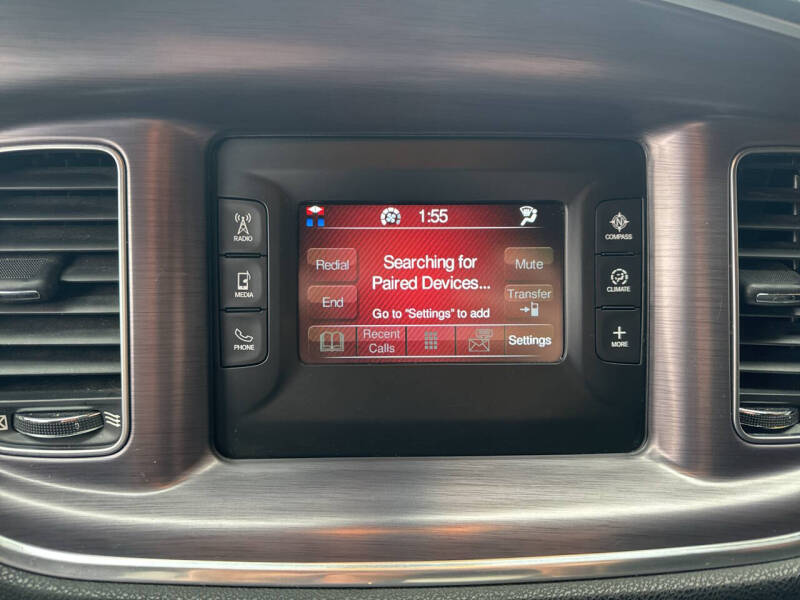 RADIO
MEDIA
PHONE
1:55
Redial
End
Searching for
Paired Devices...
Go to "Settings" to add
Mute
Transfer
Recent
Calls
Settings
N
COMPASS
CLIMATE
MORE